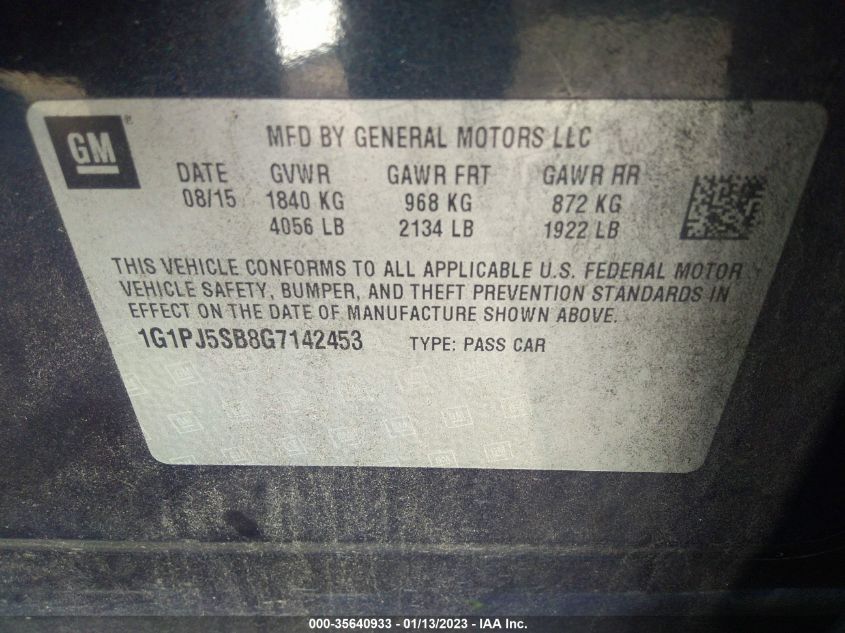 GM ®
MFD BY GENERAL MOTORS LLC
DATE GVWR GAWR FRT GAWR RR
08/15 1840 KG 968 KG 872 KG
4056 LB 2134 LB 1922 LB
THIS VEHICLE CONFORMS TO ALL APPLICABLE U.S. FEDERAL MOTOR
VEHICLE SAFETY, BUMPER, AND THEFT PREVENTION STANDARDS IN
EFFECT ON THE DATE OF MANUFACTURE SHOWN ABOVE.
1G1PJ5SB8G7142453 TYPE: PASS CAR
000-35640933 - 01/13/2023 - IAA Inc.